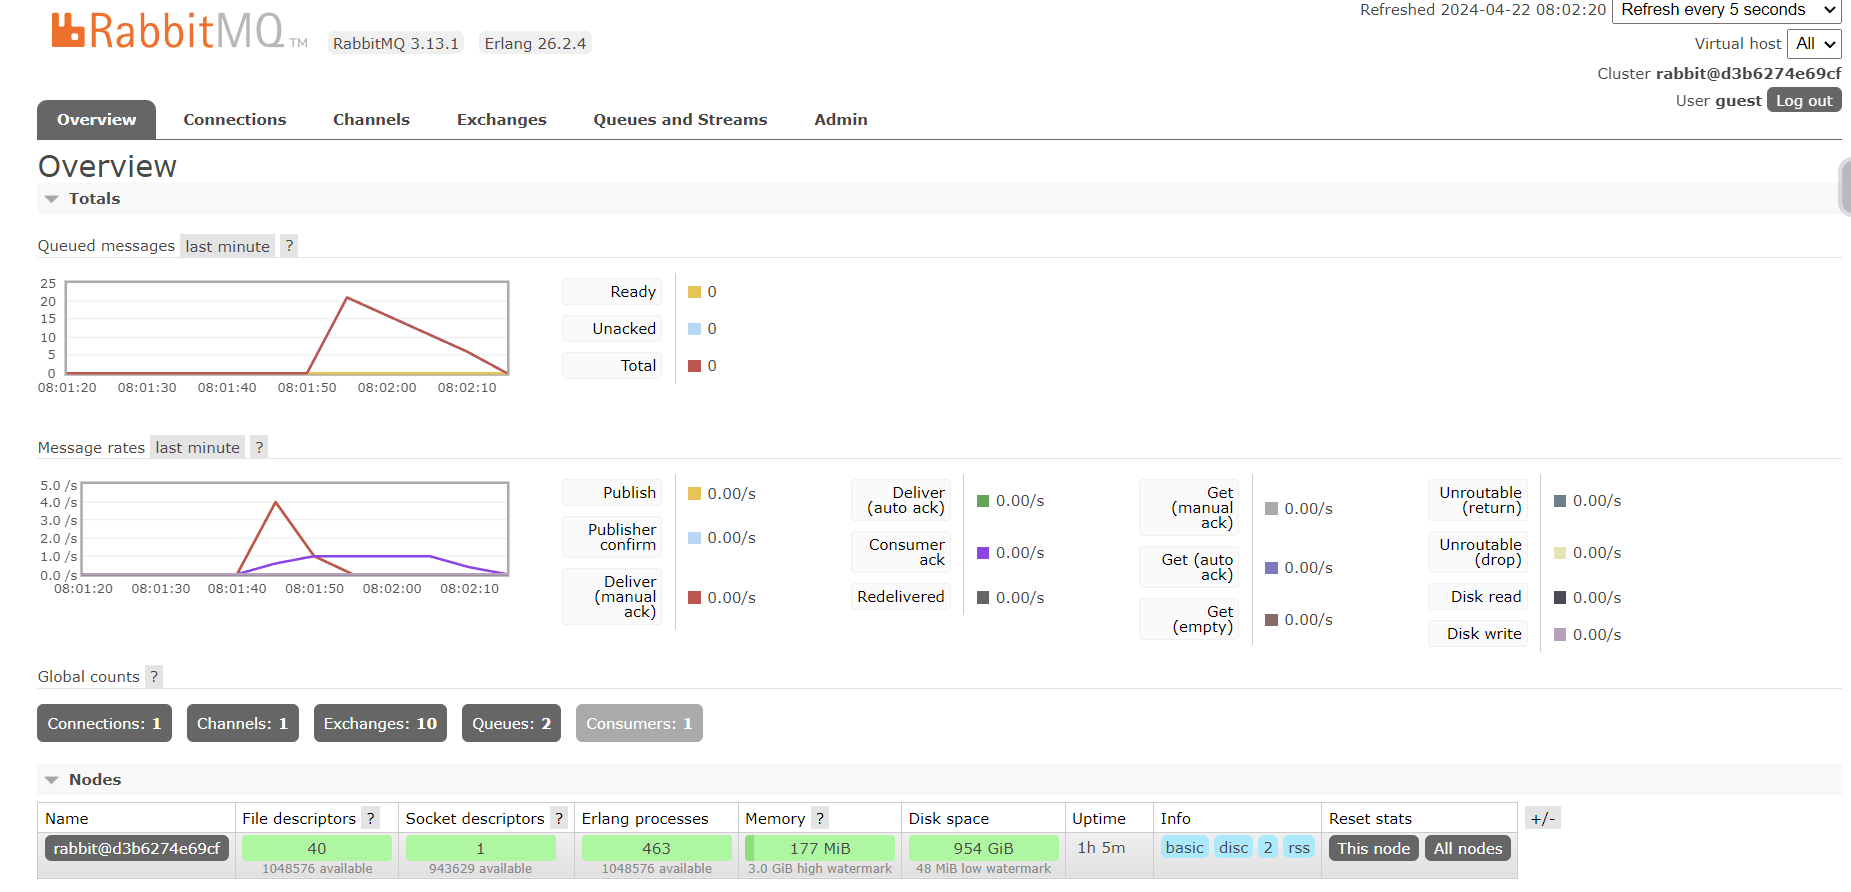 Refreshed 2024-04-22 08:02:20 Refresh every 5 seconds
RabbitMQ TM RabbitMQ 3.13.1 Erlang 26.2.4
Virtual host All
Cluster rabbit@d3b6274e69cf
User guest Log out
Overview Connections Channels Exchanges Queues and Streams Admin
Overview
Totals
Queued messages last minute ?
25
20
15
10
5
0
08:01:20 08:01:30 08:01:40 08:01:50 08:02:00 08:02:10
Ready 0
Unacked 0
Total 0
Message rates last minute ?
5.0 /s
4.0 /s
3.0 /s
2.0 /s
1.0 /s
0.0 /s
08:01:20 08:01:30 08:01:40 08:01:50 08:02:00 08:02:10
Publish 0.00/s
Publisher
confirm 0.00/s
Deliver
(manual
ack) 0.00/s
Deliver
(auto ack) 0.00/s
Consumer
ack 0.00/s
Redelivered 0.00/s
Get
(manual
ack) 0.00/s
Get (auto
ack) 0.00/s
Get
(empty) 0.00/s
Unroutable
(return) 0.00/s
Unroutable
(drop) 0.00/s
Disk read 0.00/s
Disk write 0.00/s
Global counts ?
Connections: 1 Channels: 1 Exchanges: 10 Queues: 2 Consumers: 1
Nodes
Name File descriptors ? Socket descriptors ? Erlang processes Memory ? Disk space Uptime Info Reset stats +/-
rabbit@d3b6274e69cf 40 1 463 177 MiB 954 GiB 1h 5m basic disc 2 rss This node All nodes
1048576 available 943629 available 1048576 available 3.0 GiB high watermark 48 MiB low watermark